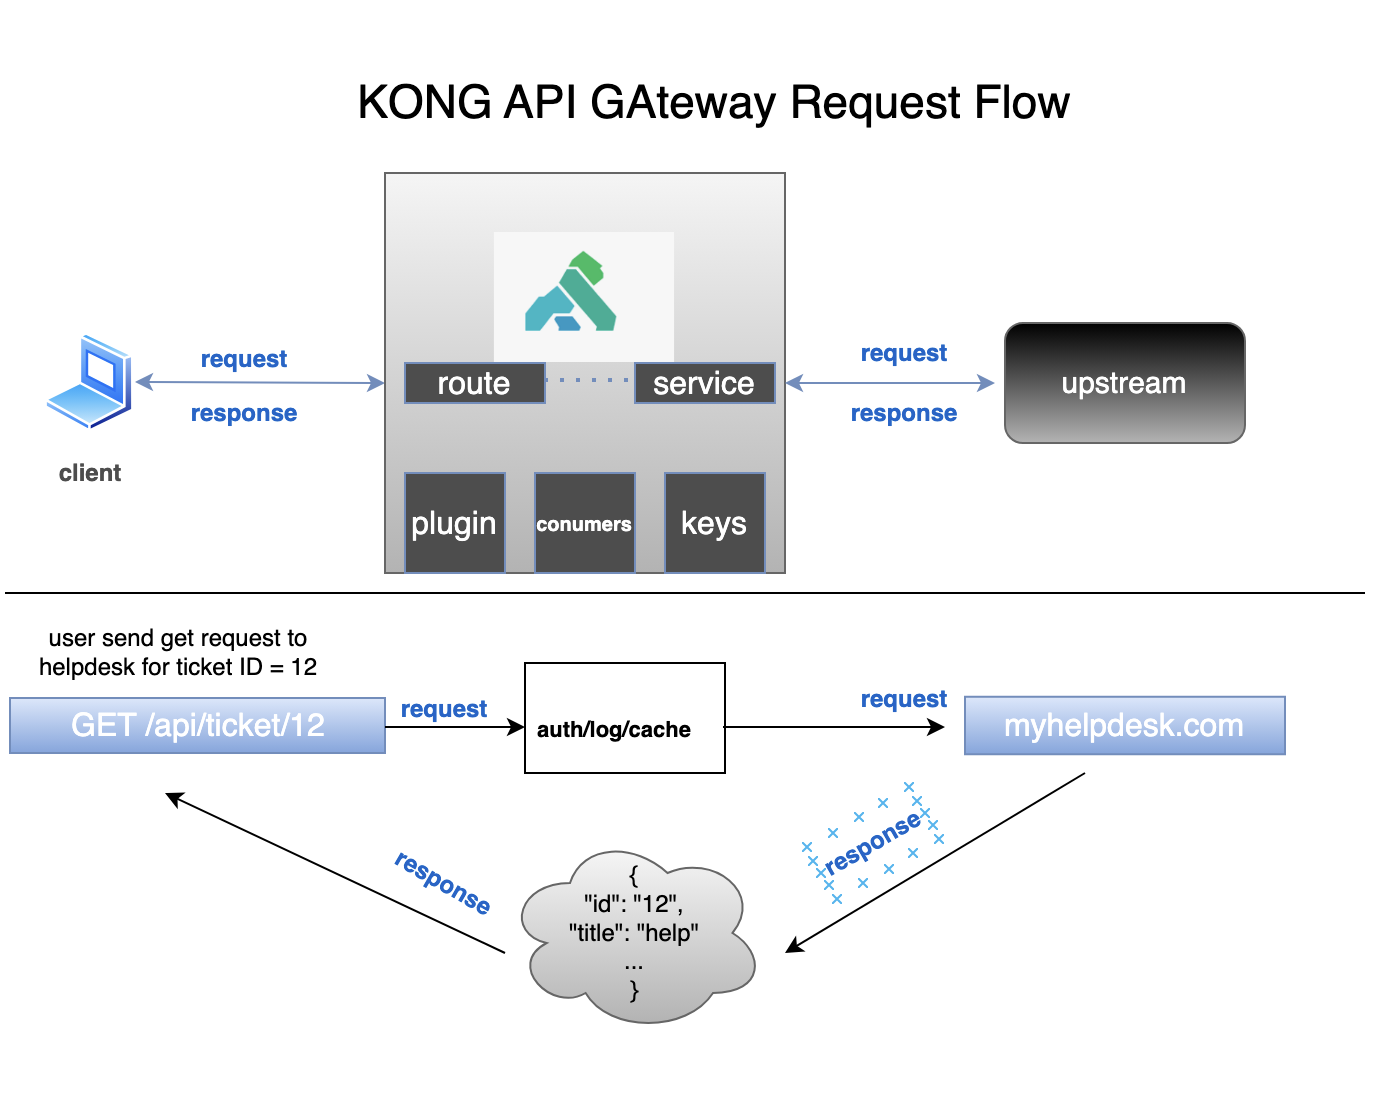 KONG API GAteway Request Flow
request
response
client
route
service
plugin
conumers
keys
request
response
upstream
user send get request to
helpdesk for ticket ID = 12
GET /api/ticket/12
request
auth/log/cache
request
myhelpdesk.com
response
response
{
"id": "12",
"title": "help"
...
}